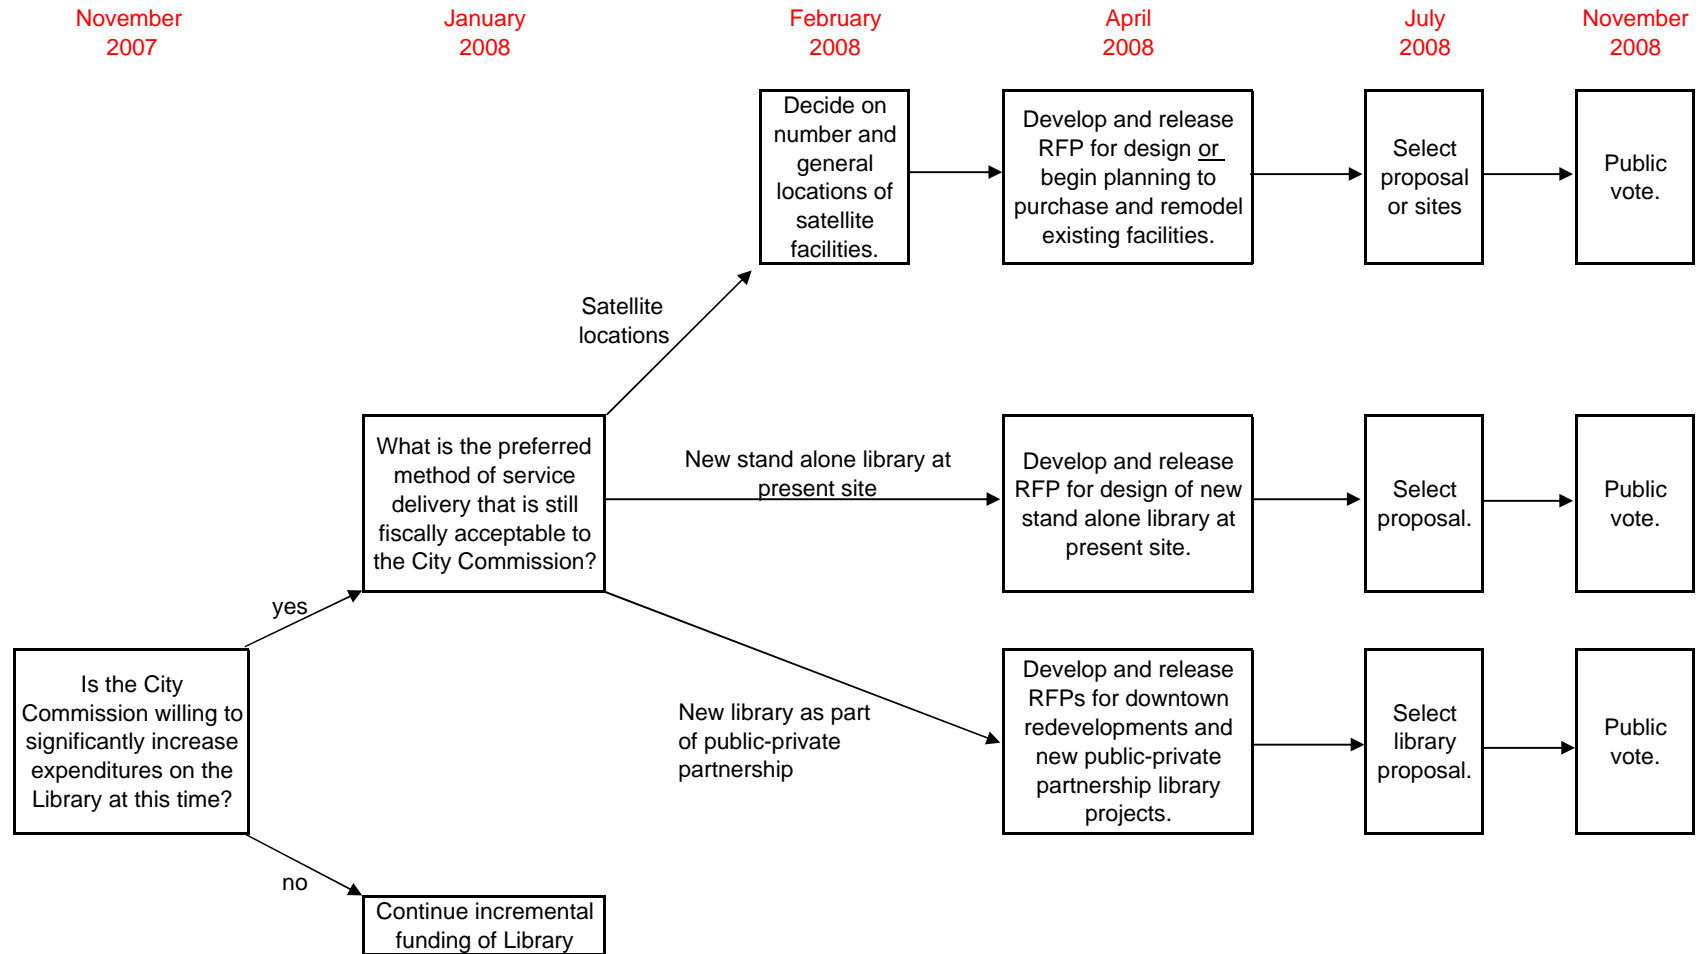 November
2007
January
2008
February
2008
April
2008
July
2008
November
2008
Decide on
number and
general
locations of
satellite
facilities.
Develop and release
RFP for design or
begin planning to
purchase and remodel
existing facilities.
Select
proposal
or sites
Public
vote.
Satellite
locations
What is the preferred
method of service
delivery that is still
fiscally acceptable to
the City Commission?
New stand alone library at
present site
Develop and release
RFP for design of new
stand alone library at
present site.
Select
proposal.
Public
vote.
yes
Is the City
Commission willing to
significantly increase
expenditures on the
Library at this time?
New library as part
of public-private
partnership
Develop and release
RFPs for downtown
redevelopments and
new public-private
partnership library
projects.
Select
library
proposal.
Public
vote.
no
Continue incremental
funding of Library